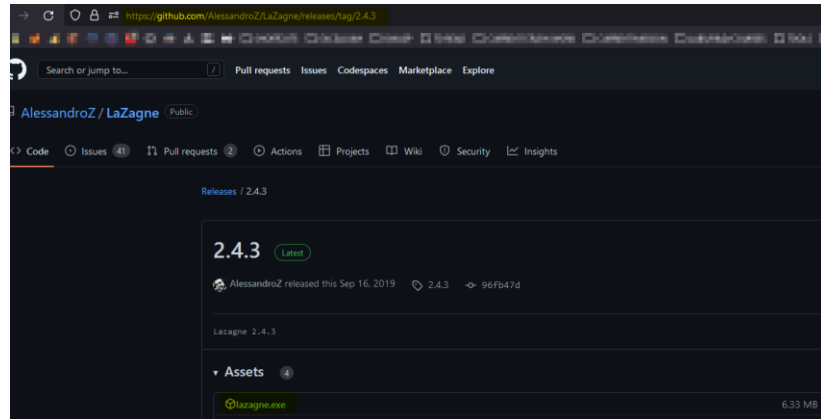 https://github.com/AlessandroZ/LaZagne/releases/tag/2.4.3
Search or jump to... / Pull requests Issues Codespaces Marketplace Explore
AlessandroZ / LaZagne Public
<> Code Issues 41 Pull requests 2 Actions Projects Wiki Security Insights
Releases / 2.4.3
2.4.3 Latest
AlessandroZ released this Sep 16, 2019 2.4.3 96fb47d
Lazagne 2.4.3
Assets 4
lazagne.exe 6.33 MB